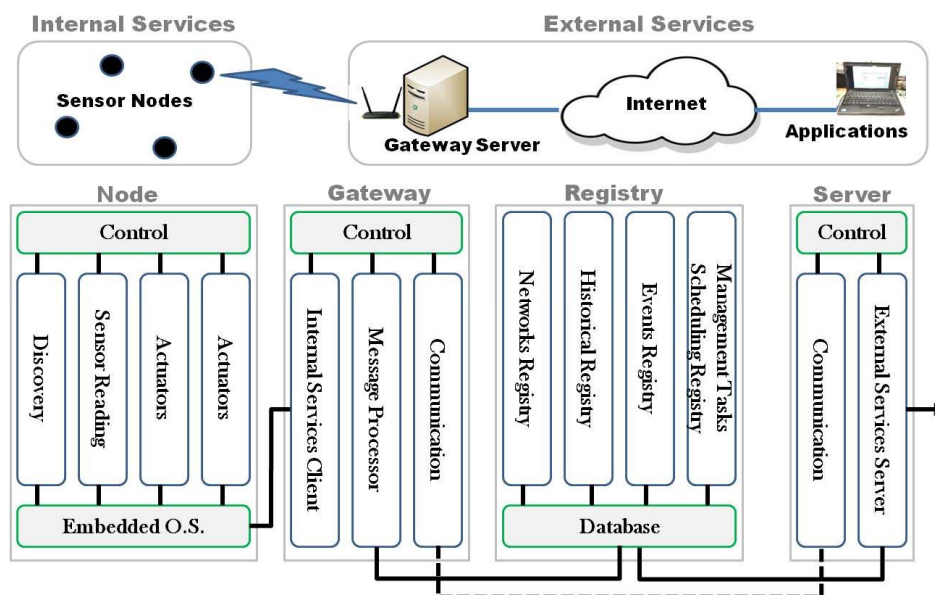 Internal Services
External Services
Sensor Nodes
Gateway Server
Internet
Applications
Node
Gateway
Registry
Server
Control
Discovery
Sensor Reading
Actuators
Actuators
Embedded O.S.
Control
Internal Services Client
Message Processor
Communication
Networks Registry
Historical Registry
Events Registry
Management Tasks
Scheduling Registry
Database
Control
Communication
External Services Server